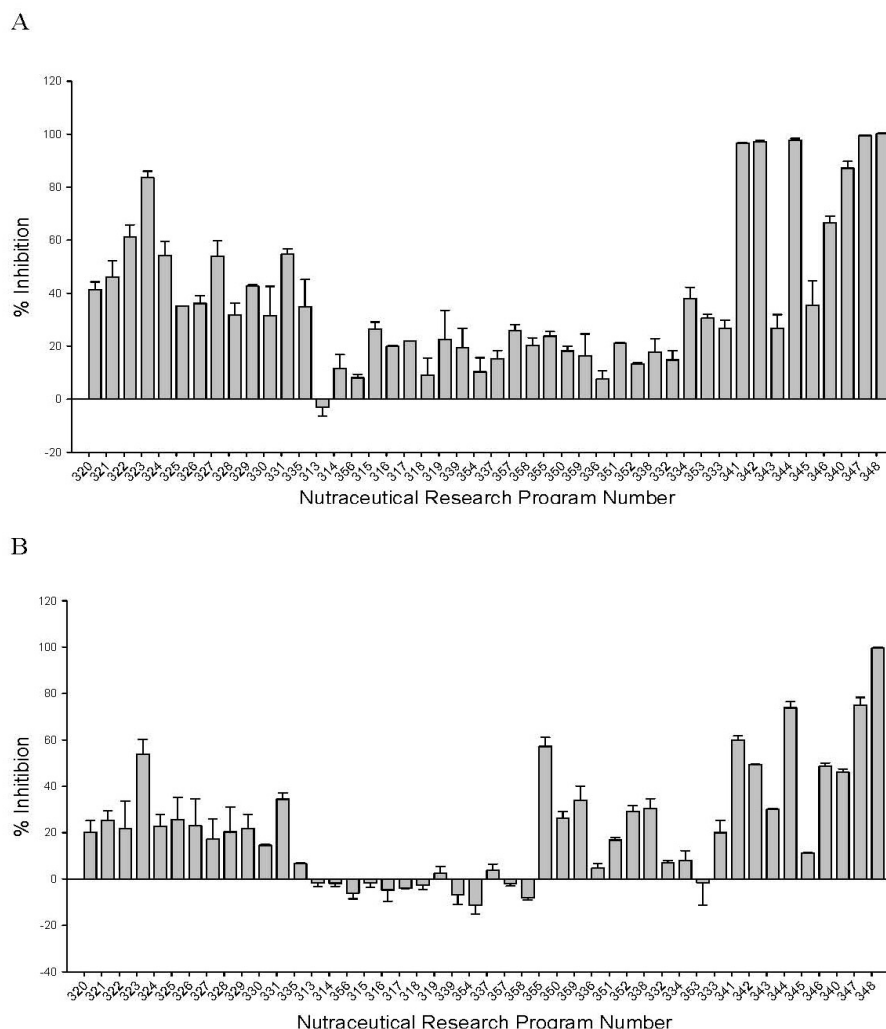 A
120
100
80
60
40
20
0
-20
% Inhibition
320 321 322 323 324 325 326 327 328 329 330 331 335 313 314 356 315 316 317 318 319 339 354 337 357 358 355 350 359 336 351 352 338 332 334 353 333 341 342 343 344 345 346 340 347 348
Nutraceutical Research Program Number
B
120
100
80
60
40
20
0
-20
-40
% Inhitibion
320 321 322 323 324 325 326 327 328 329 330 331 335 313 314 356 315 316 317 318 319 339 354 337 357 358 355 350 359 336 351 352 338 332 334 353 333 341 342 343 344 345 346 340 347 348
Nutraceutical Research Program Number